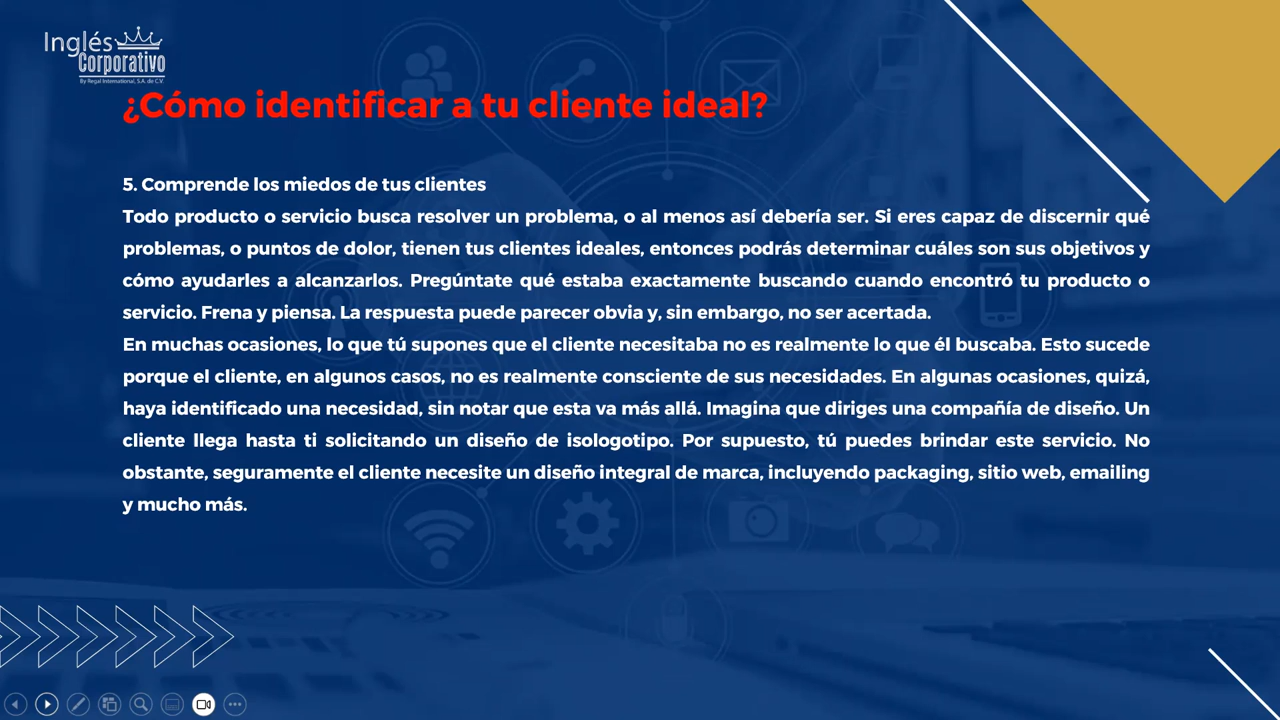 Inglés
Corporativo
By Regal International, S.A. de C.V.
¿Cómo identificar a tu cliente ideal?
5. Comprende los miedos de tus clientes
Todo producto o servicio busca resolver un problema, o al menos así debería ser. Si eres capaz de discernir qué
problemas, o puntos de dolor, tienen tus clientes ideales, entonces podrás determinar cuáles son sus objetivos y
cómo ayudarles a alcanzarlos. Pregúntate qué estaba exactamente buscando cuando encontró tu producto o
servicio. Frena y piensa. La respuesta puede parecer obvia y, sin embargo, no ser acertada.
En muchas ocasiones, lo que tú supones que el cliente necesitaba no es realmente lo que él buscaba. Esto sucede
porque el cliente, en algunos casos, no es realmente consciente de sus necesidades. En algunas ocasiones, quizá,
haya identificado una necesidad, sin notar que esta va más allá. Imagina que diriges una compañía de diseño. Un
cliente llega hasta ti solicitando un diseño de isologotipo. Por supuesto, tú puedes brindar este servicio. No
obstante, seguramente el cliente necesite un diseño integral de marca, incluyendo packaging, sitio web, emailing
y mucho más.